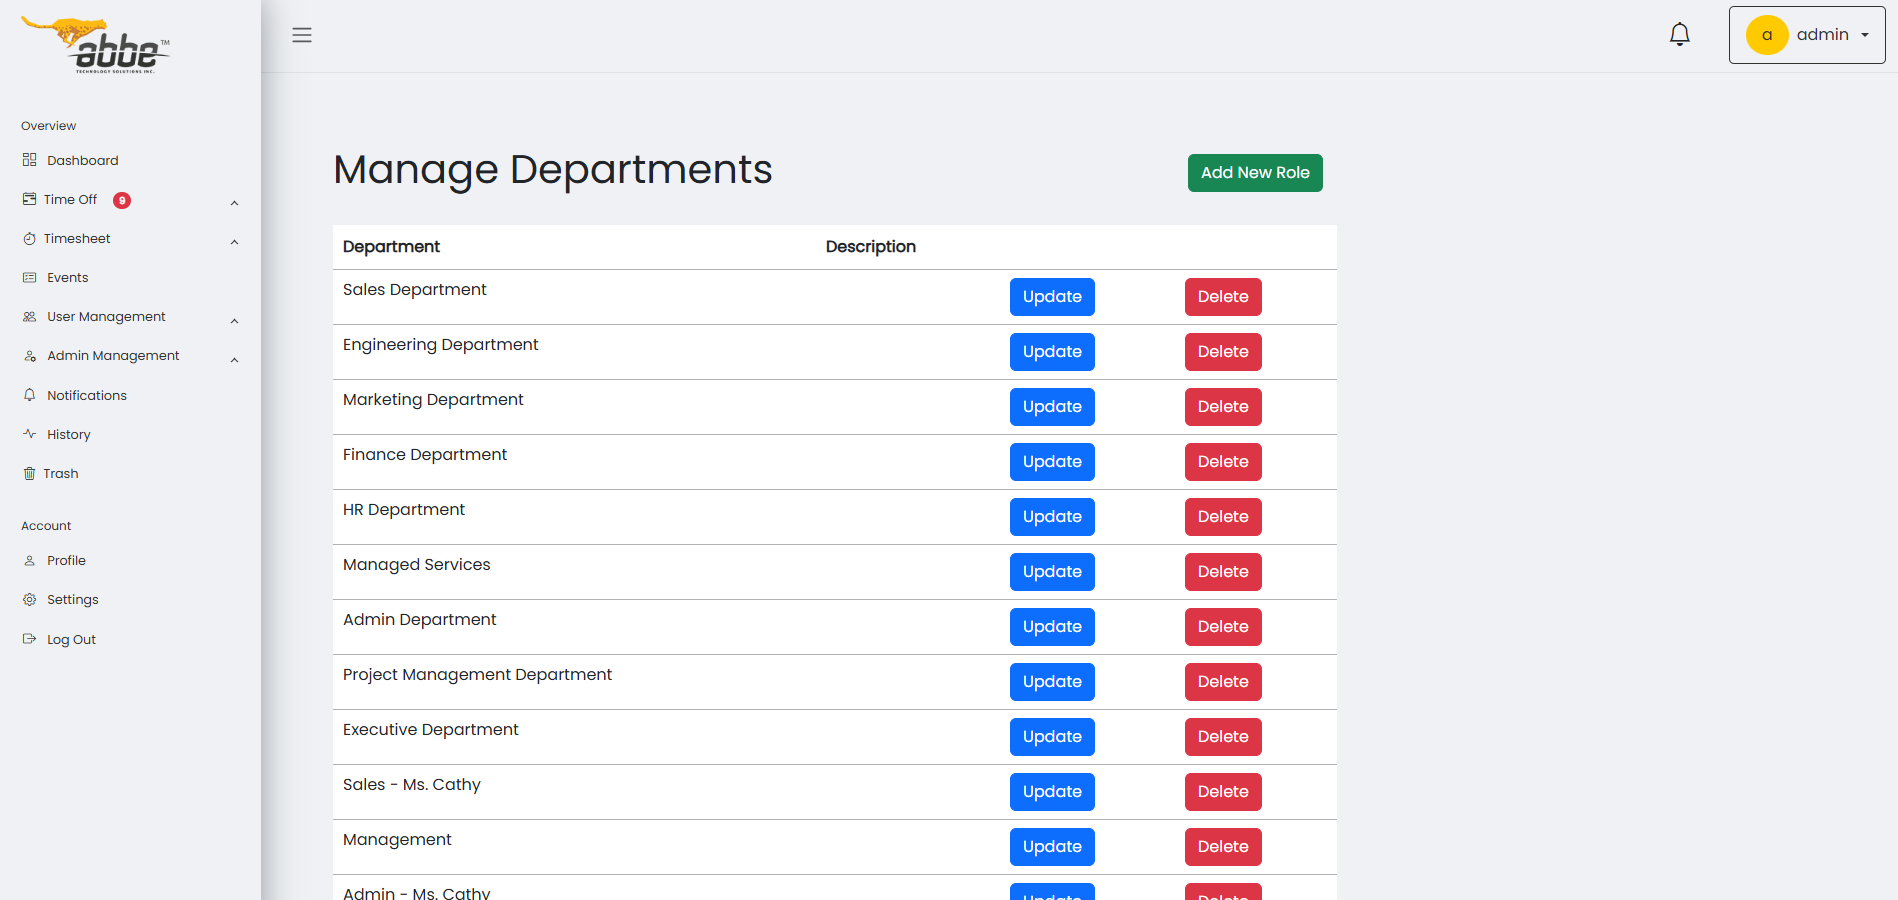 abbe™
TECHNOLOGY SOLUTIONS INC.
a admin
Overview
Dashboard
Time Off 9
Timesheet
Events
User Management
Admin Management
Notifications
History
Trash
Account
Profile
Settings
Log Out
Manage Departments
Add New Role
Department Description
Sales Department Update Delete
Engineering Department Update Delete
Marketing Department Update Delete
Finance Department Update Delete
HR Department Update Delete
Managed Services Update Delete
Admin Department Update Delete
Project Management Department Update Delete
Executive Department Update Delete
Sales - Ms. Cathy Update Delete
Management Update Delete
Admin - Ms. Cathy Update Delete